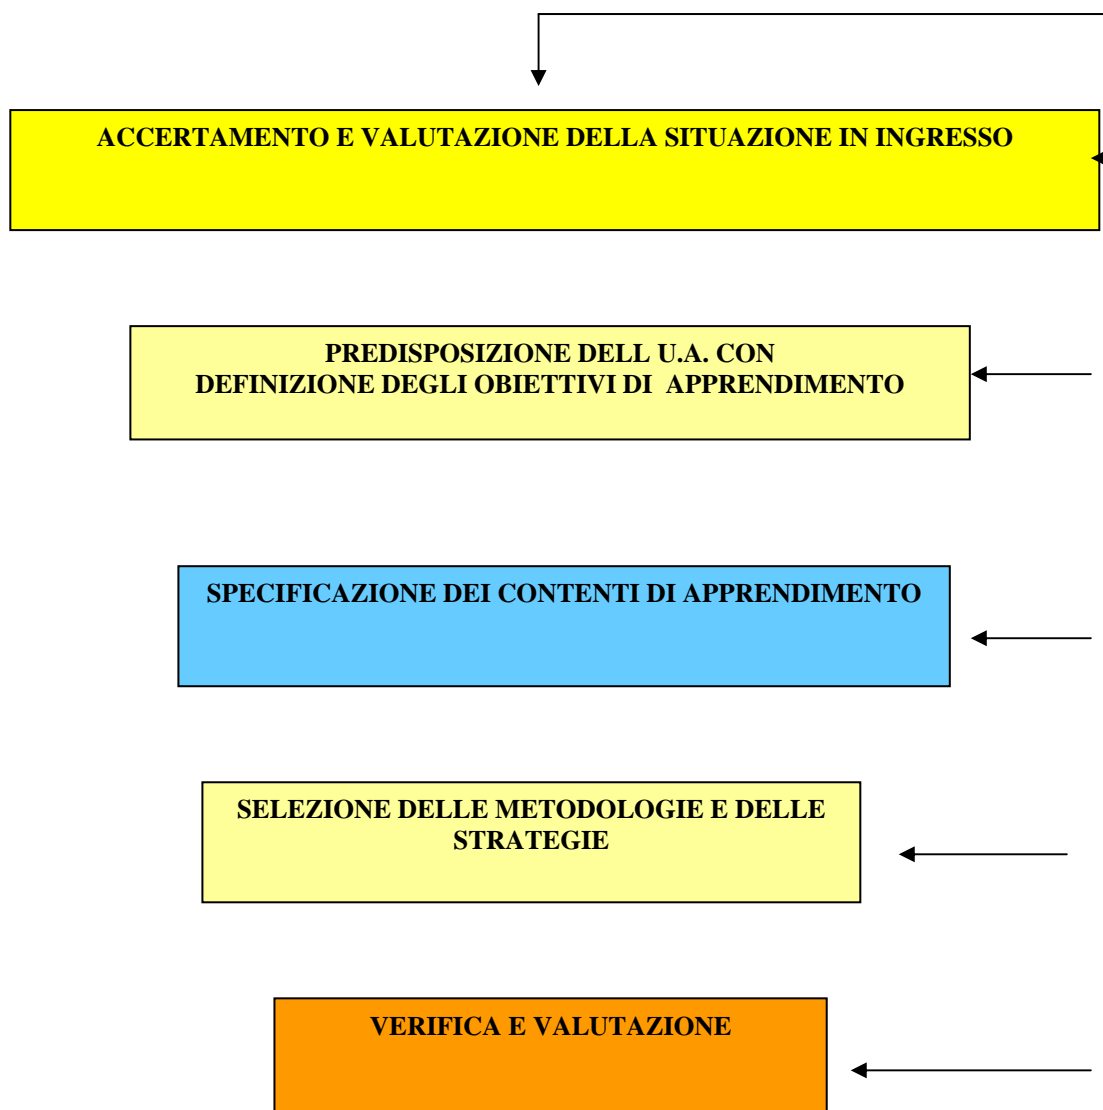 ACCERTAMENTO E VALUTAZIONE DELLA SITUAZIONE IN INGRESSO
PREDISPOSIZIONE DELL U.A. CON
DEFINIZIONE DEGLI OBIETTIVI DI APPRENDIMENTO
SPECIFICAZIONE DEI CONTENTI DI APPRENDIMENTO
SELEZIONE DELLE METODOLOGIE E DELLE
STRATEGIE
VERIFICA E VALUTAZIONE